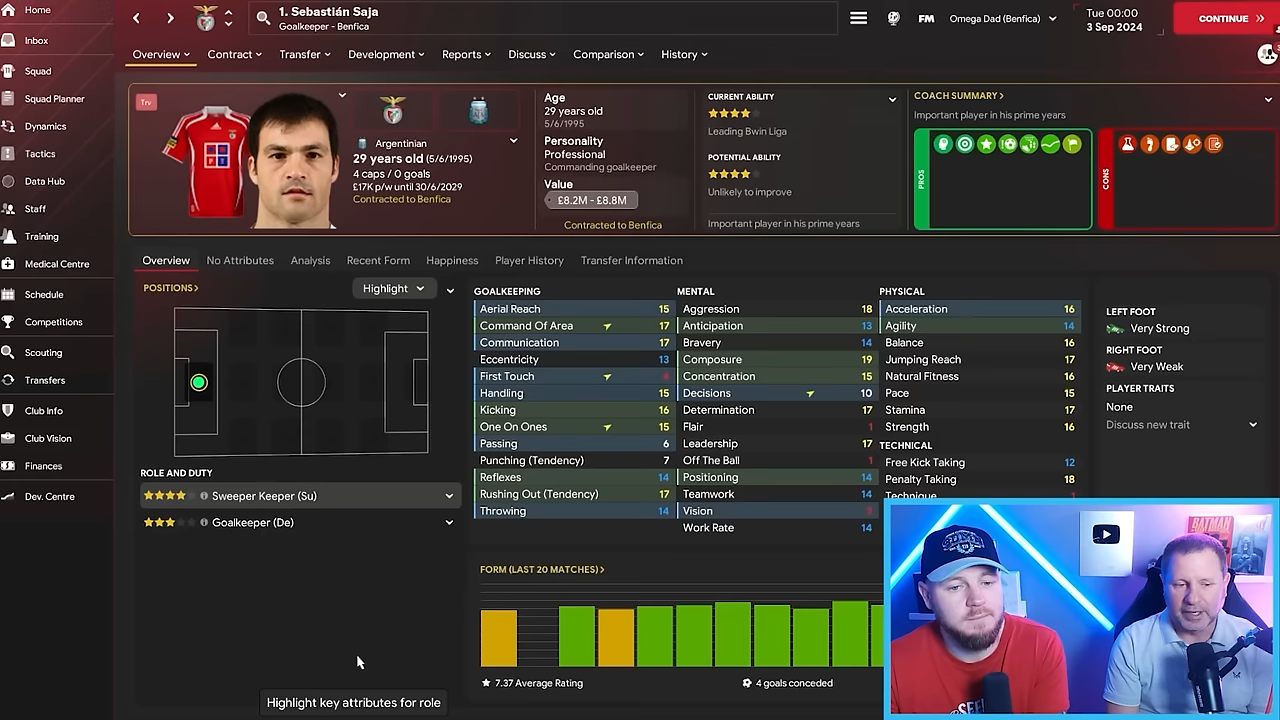 Home
Inbox
Squad
Squad Planner
Dynamics
Tactics
Data Hub
Staff
Training
Medical Centre
Schedule
Competitions
Scouting
Transfers
Club Info
Club Vision
Finances
Dev. Centre
1. Sebastián Saja
Goalkeeper - Benfica
FM
Omega Dad (Benfica)
Tue 00:00
3 Sep 2024
CONTINUE
Overview
Contract
Transfer
Development
Reports
Discuss
Comparison
History
Trv
Argentinian
29 years old (5/6/1995)
4 caps / 0 goals
£17K p/w until 30/6/2029
Contracted to Benfica
Age
29 years old
5/6/1995
Personality
Professional
Commanding goalkeeper
Value
£8.2M - £8.8M
Contracted to Benfica
CURRENT ABILITY
Leading Bwin Liga
POTENTIAL ABILITY
Unlikely to improve
Important player in his prime years
COACH SUMMARY >
Important player in his prime years
PROS
CONS
Overview
No Attributes
Analysis
Recent Form
Happiness
Player History
Transfer Information
POSITIONS >
Highlight
ROLE AND DUTY
Sweeper Keeper (Su)
Goalkeeper (De)
Highlight key attributes for role
GOALKEEPING
Aerial Reach 15
Command Of Area 17
Communication 17
Eccentricity 13
First Touch
Handling 15
Kicking 16
One On Ones 15
Passing 6
Punching (Tendency) 7
Reflexes 14
Rushing Out (Tendency) 17
Throwing 14
MENTAL
Aggression 18
Anticipation 13
Bravery 14
Composure 19
Concentration 15
Decisions 10
Determination 17
Flair 1
Leadership 17
Off The Ball 1
Positioning 14
Teamwork 14
Vision
Work Rate 14
PHYSICAL
Acceleration 16
Agility 14
Balance 16
Jumping Reach 17
Natural Fitness 16
Pace 15
Stamina 17
Strength 16
TECHNICAL
Free Kick Taking 12
Penalty Taking 18
Technique 1
LEFT FOOT
Very Strong
RIGHT FOOT
Very Weak
PLAYER TRAITS
None
Discuss new trait
FORM (LAST 20 MATCHES) >
7.37 Average Rating
4 goals conceded
BATMAN